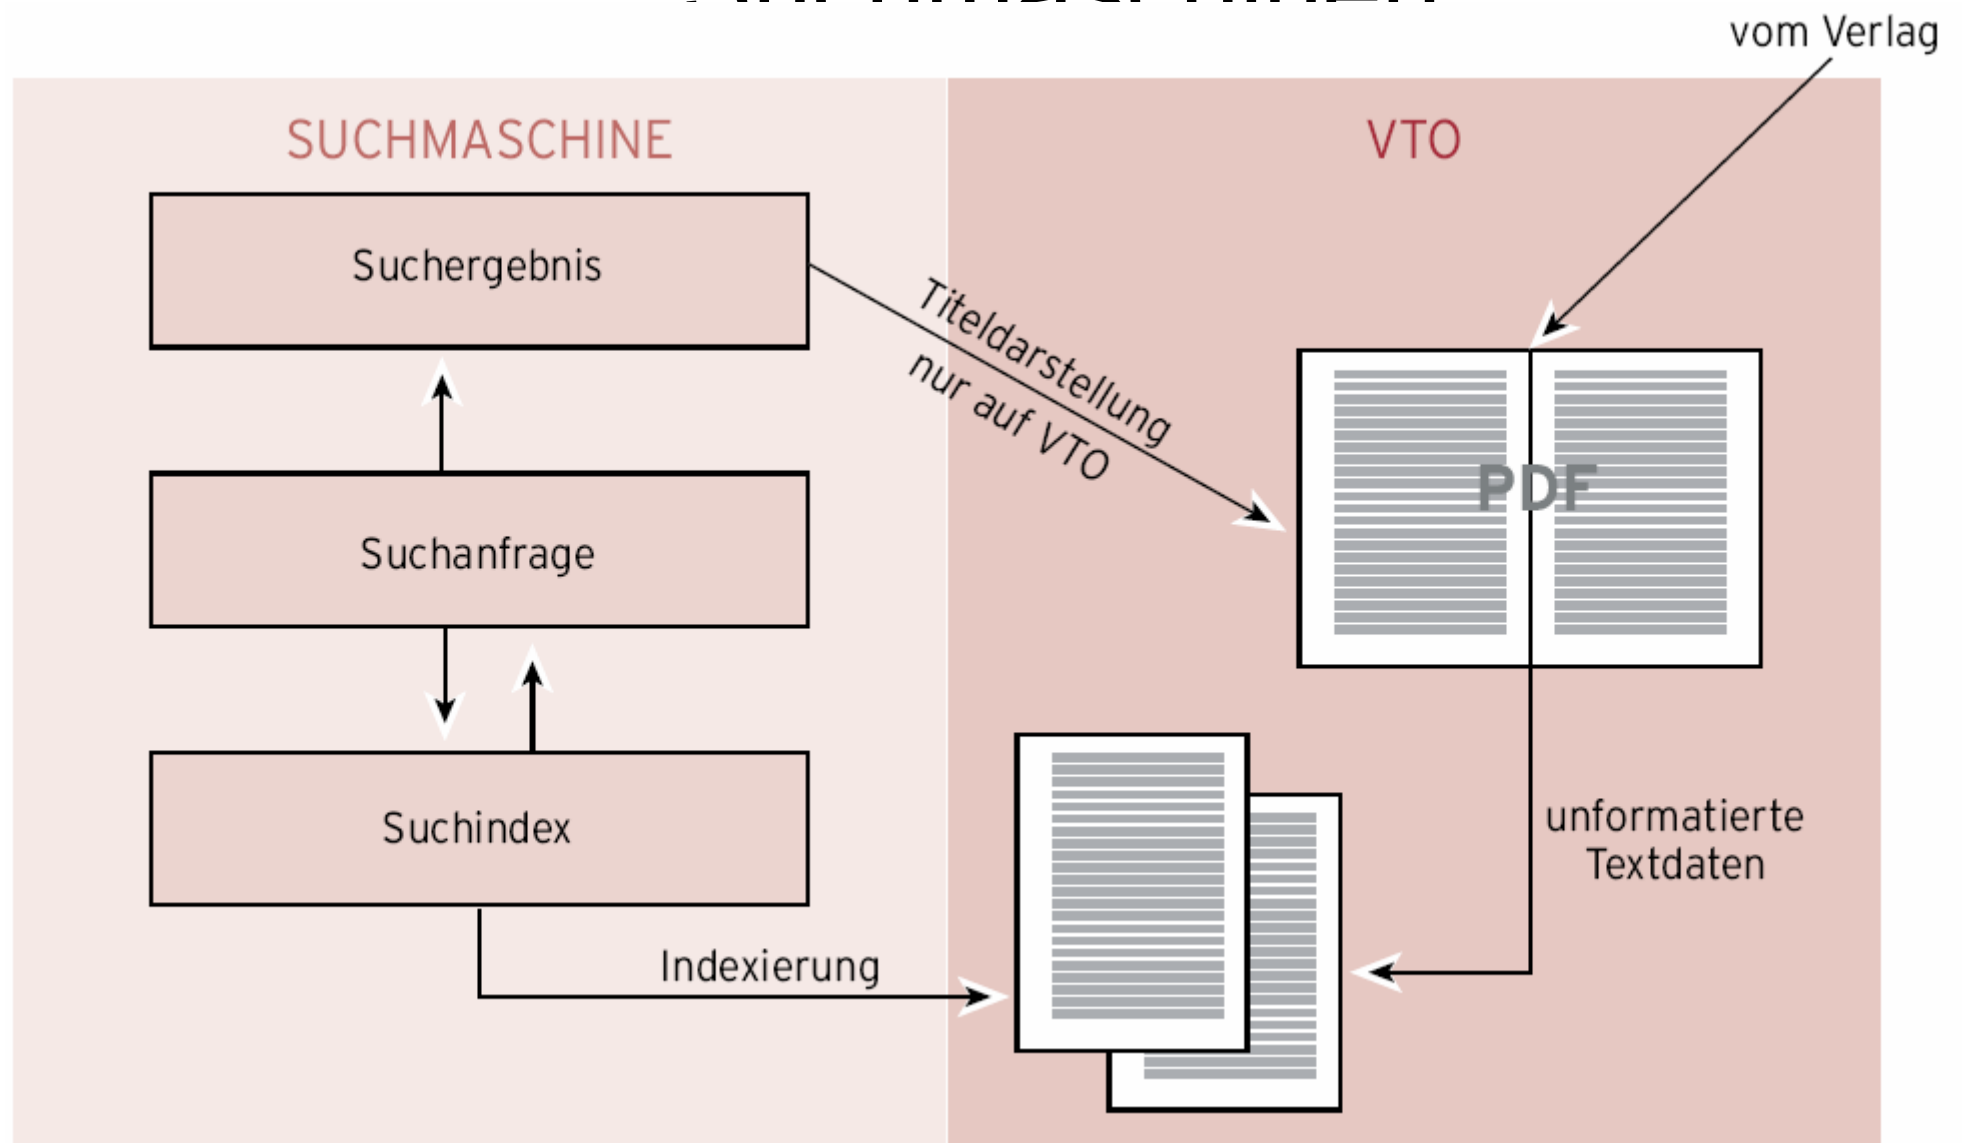 vom Verlag
SUCHMASCHINE
VTO
Suchergebnis
Titeldarstellung
nur auf VTO
PDF
Suchanfrage
Suchindex
unformatierte
Textdaten
Indexierung